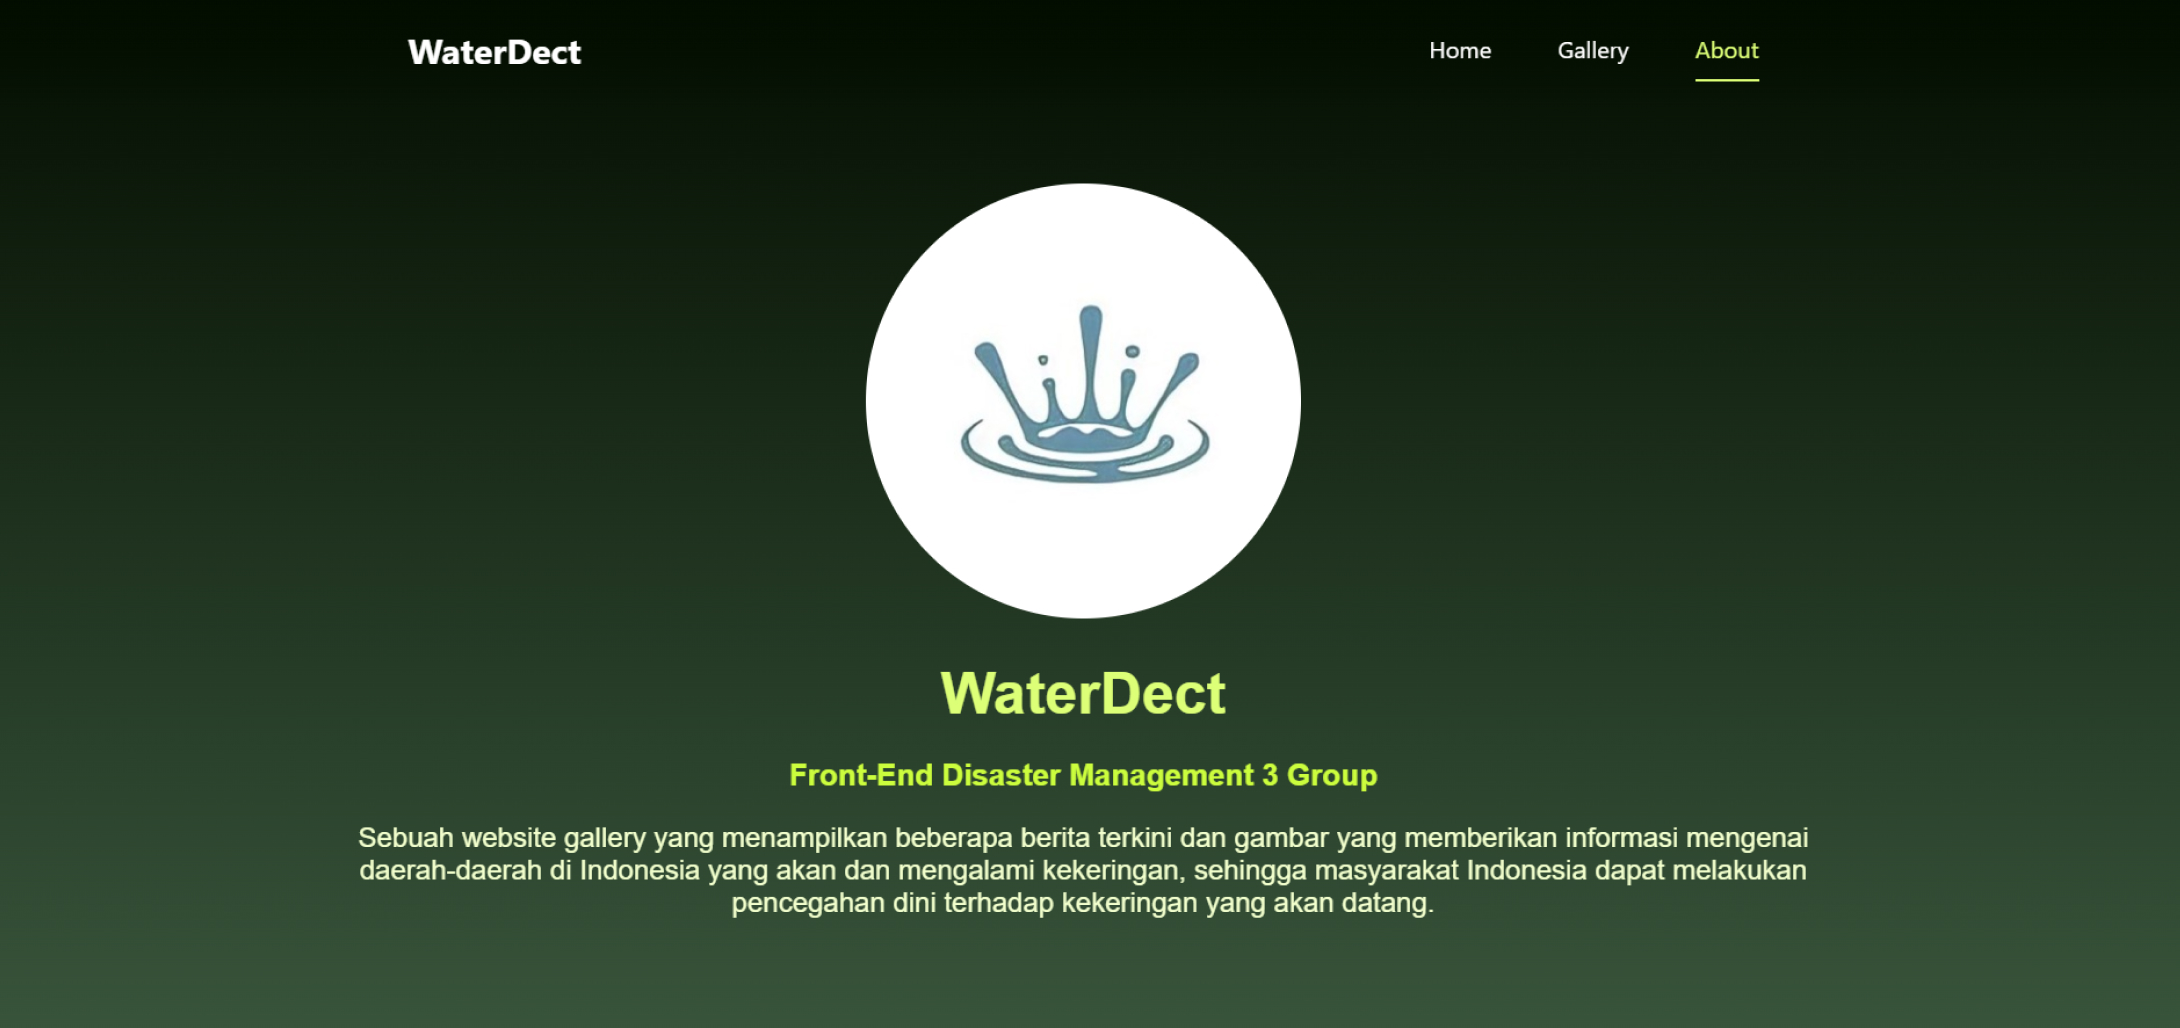 WaterDect
Home Gallery About
WaterDect
Front-End Disaster Management 3 Group
Sebuah website gallery yang menampilkan beberapa berita terkini dan gambar yang memberikan informasi mengenai
daerah-daerah di Indonesia yang akan dan mengalami kekeringan, sehingga masyarakat Indonesia dapat melakukan
pencegahan dini terhadap kekeringan yang akan datang.